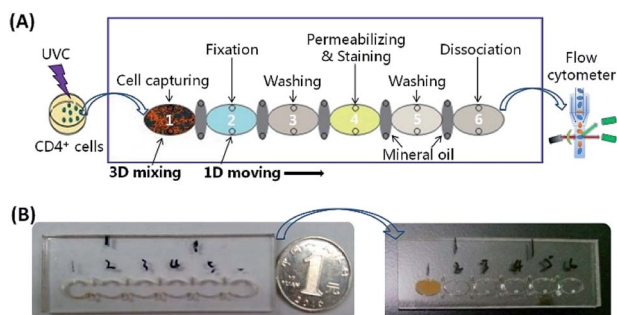 (A)
UVC
CD4⁺ cells
Cell capturing
Fixation
Washing
Permeabilizing
& Staining
Washing
Dissociation
Flow
cytometer
1 2 3 4 5 6
Mineral oil
3D mixing
1D moving
(B)
1 2 3 4 5
1
1 2 3 4 5 6